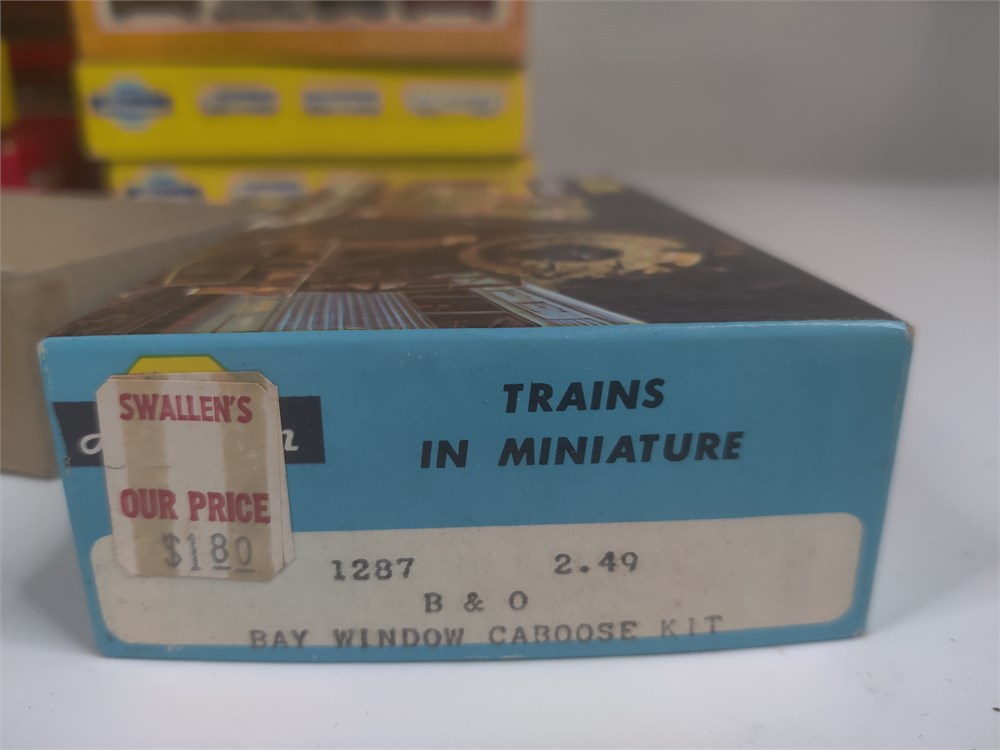 SWALLEN'S
OUR PRICE
$1.80
TRAINS
IN MINIATURE
1287 2.49
B & O
BAY WINDOW CABOOSE KIT